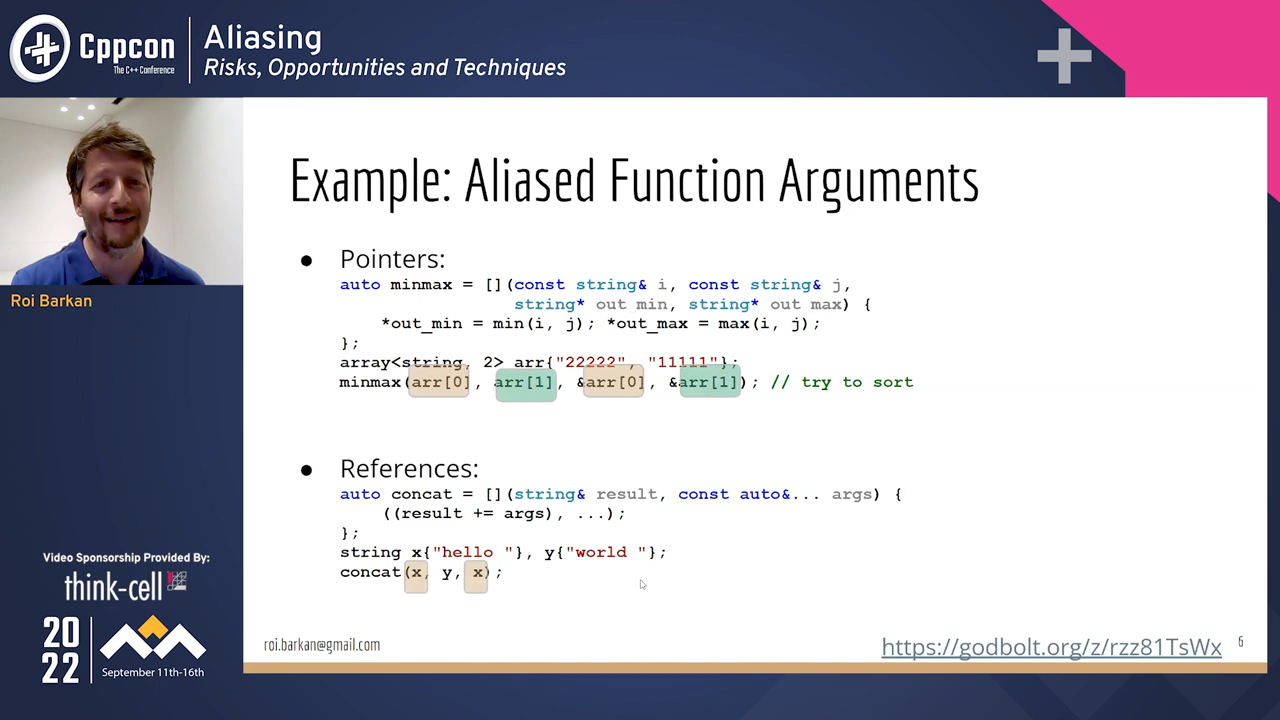 Cppcon
The C++ Conference
Aliasing
Risks, Opportunities and Techniques
Roi Barkan
Example: Aliased Function Arguments
● Pointers:
auto minmax = [](const string& i, const string& j,
string* out min, string* out max) {
*out_min = min(i, j); *out_max = max(i, j);
};
array<string, 2> arr{"22222", "11111"};
minmax(arr[0], arr[1], &arr[0], &arr[1]); // try to sort
● References:
auto concat = [](string& result, const auto&... args) {
((result += args), ...);
};
string x{"hello "}, y{"world "};
concat(x, y, x);
Video Sponsorship Provided By:
think-cell
20
22
September 11th-16th
roi.barkan@gmail.com
https://godbolt.org/z/rzz81TsWx
6